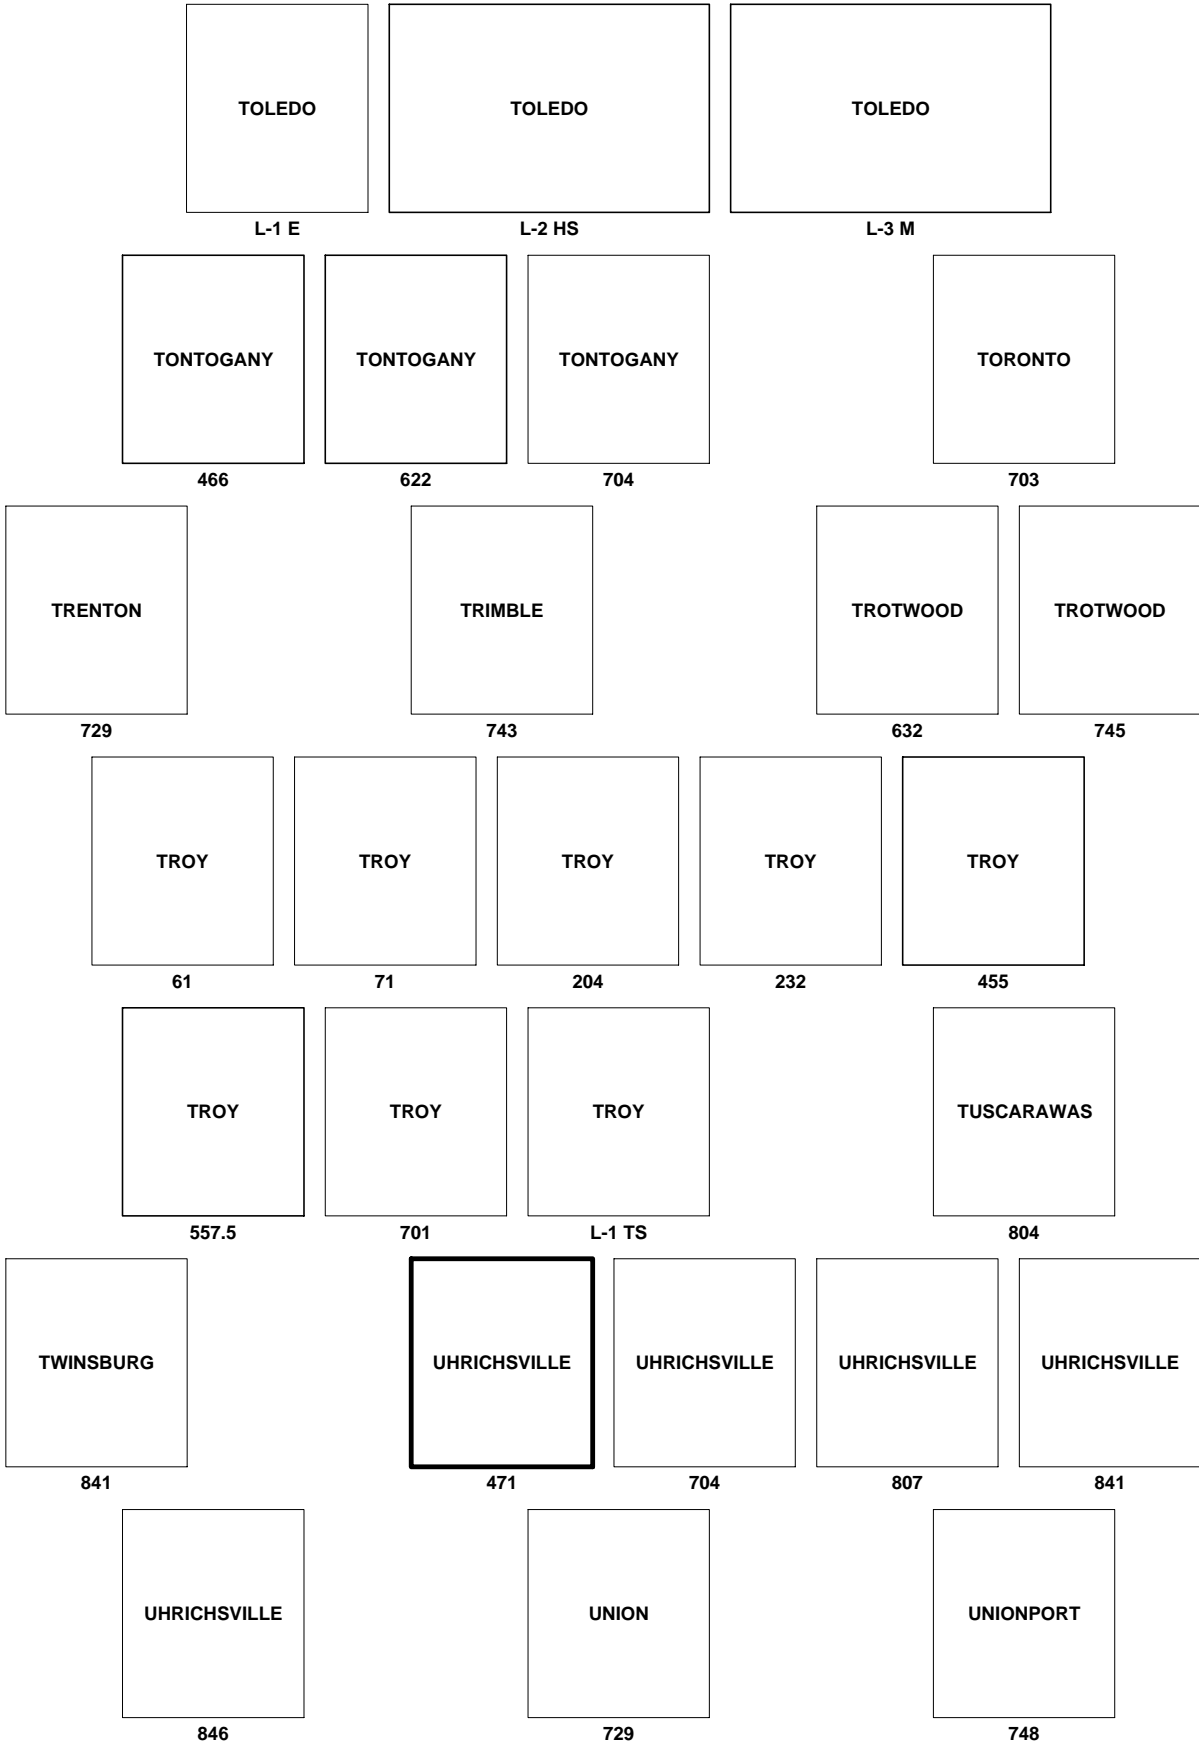 TOLEDO TOLEDO TOLEDO
L-1 E L-2 HS L-3 M
TONTOGANY TONTOGANY TONTOGANY TORONTO
466 622 704 703
TRENTON TRIMBLE TROTWOOD TROTWOOD
729 743 632 745
TROY TROY TROY TROY TROY
61 71 204 232 455
TROY TROY TROY TUSCARAWAS
557.5 701 L-1 TS 804
TWINSBURG UHRICHSVILLE UHRICHSVILLE UHRICHSVILLE UHRICHSVILLE
841 471 704 807 841
UHRICHSVILLE UNION UNIONPORT
846 729 748